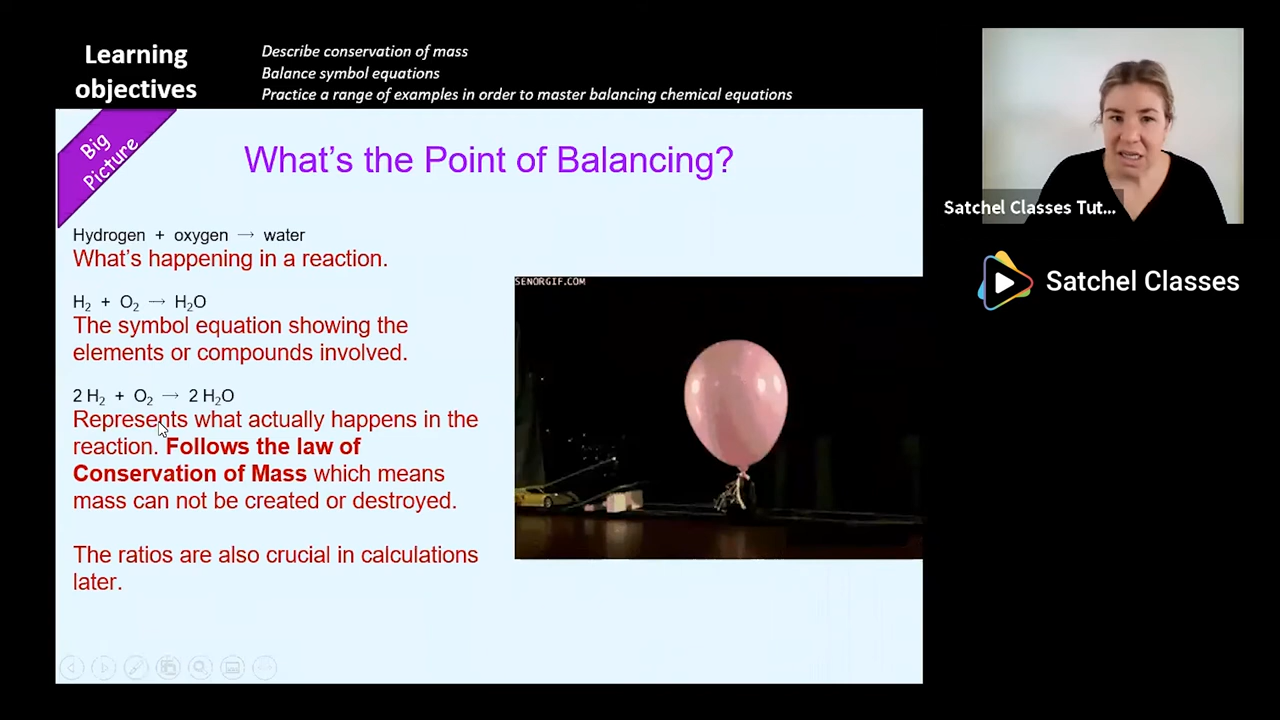 Learning
objectives
Describe conservation of mass
Balance symbol equations
Practice a range of examples in order to master balancing chemical equations
Big
Picture
What's the Point of Balancing?
Hydrogen + oxygen → water
What's happening in a reaction.
H₂ + O₂ → H₂O
The symbol equation showing the
elements or compounds involved.
2 H₂ + O₂ → 2 H₂O
Represents what actually happens in the
reaction. Follows the law of
Conservation of Mass which means
mass can not be created or destroyed.
The ratios are also crucial in calculations
later.
SENORGIF.COM
Satchel Classes Tut...
Satchel Classes